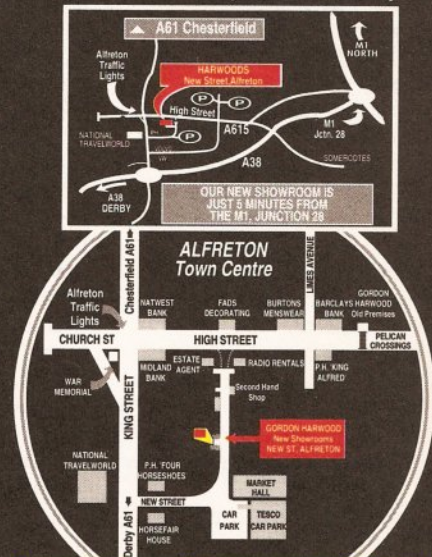 A61 Chesterfield
M1
NORTH
Alfreton
Traffic
Lights
HARWOODS
New Street, Alfreton
P
P
High Street
NATIONAL
TRAVELWORLD
P
A615
M1
Jctn. 28
A38
SOMERCOTES
A38
DERBY
OUR NEW SHOWROOM IS
JUST 5 MINUTES FROM
THE M1, JUNCTION 28
Chesterfield A61
ALFRETON
Town Centre
LIMES AVENUE
Alfreton
Traffic
Lights
NATWEST
BANK
FADS
DECORATING
BURTONS
MENSWEAR
BARCLAYS
BANK
GORDON
HARWOOD
Old Premises
CHURCH ST
HIGH STREET
PELICAN
CROSSINGS
WAR
MEMORIAL
MIDLAND
BANK
ESTATE
AGENT
RADIO RENTALS
P.H. 'KING
ALFRED'
Second Hand
Shop
KING STREET
GORDON HARWOOD
New Showrooms
NEW ST. ALFRETON
NATIONAL
TRAVELWORLD
P.H. 'FOUR
HORSESHOES
MARKET
HALL
NEW STREET
CAR
PARK
TESCO
CAR PARK
HORSEFAIR
HOUSE
Derby A61